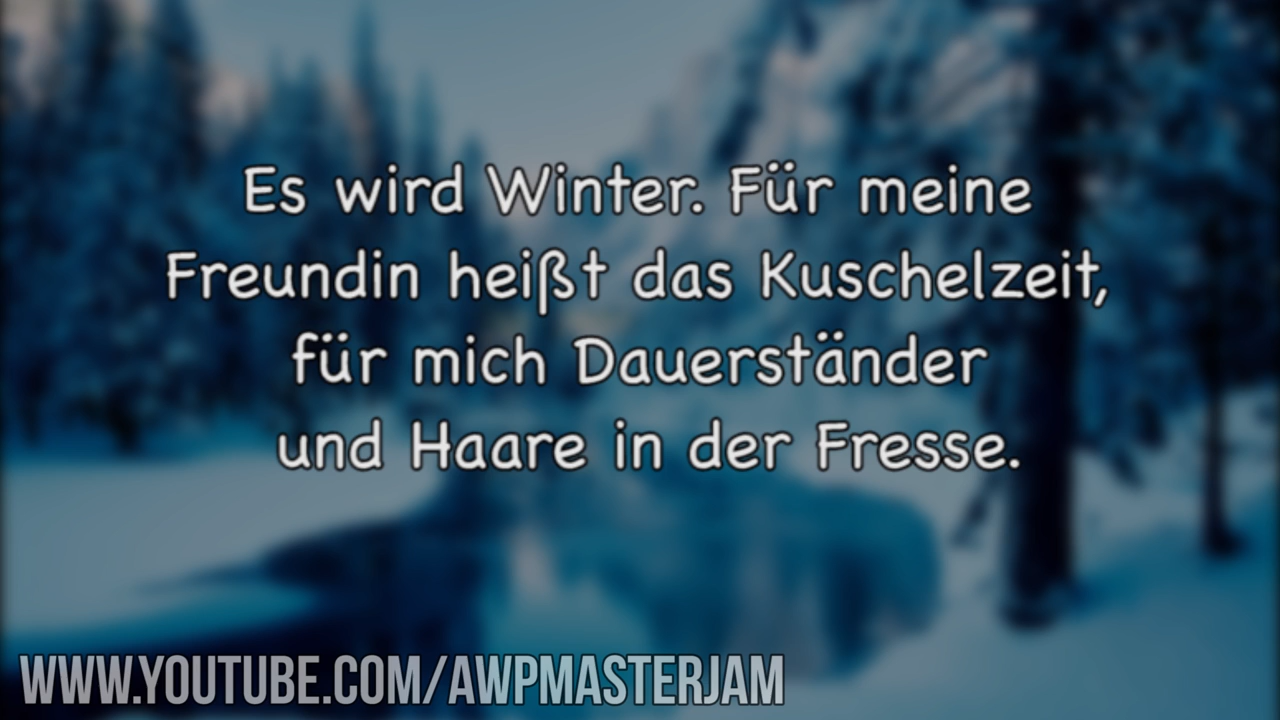 Es wird Winter. Für meine
Freundin heißt das Kuschelzeit,
für mich Dauerständer
und Haare in der Fresse.
WWW.YOUTUBE.COM/AWPMASTERJAM